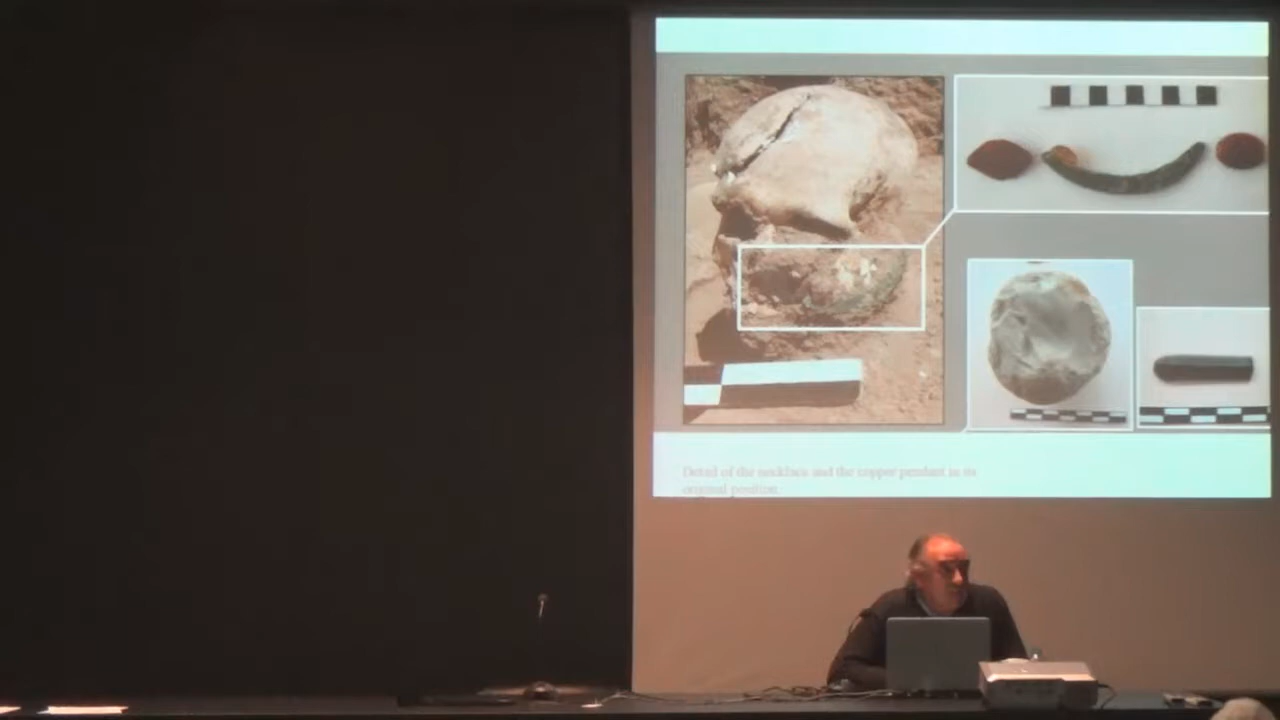 Detail of the necklace and the copper pendant in its
original position